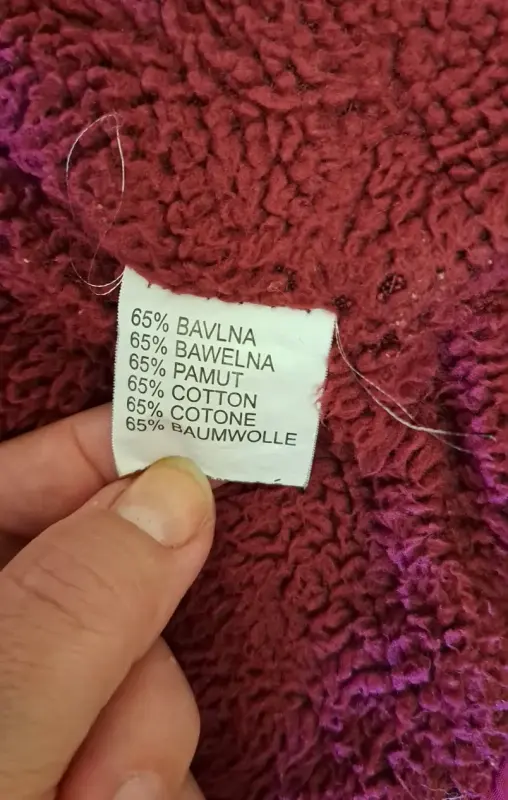 65% BAVLNA
65% BAWELNA
65% PAMUT
65% COTTON
65% COTONE
65% BAUMWOLLE